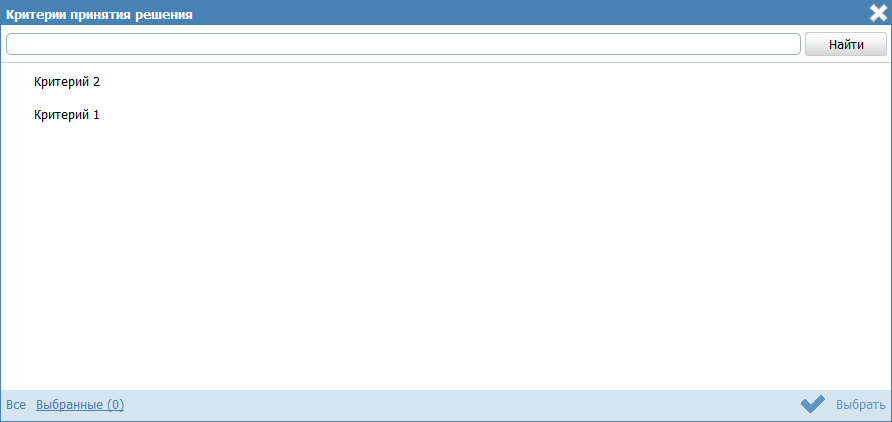 Критерии принятия решения
Найти
Критерий 2
Критерий 1
Все Выбранные (0) Выбрать